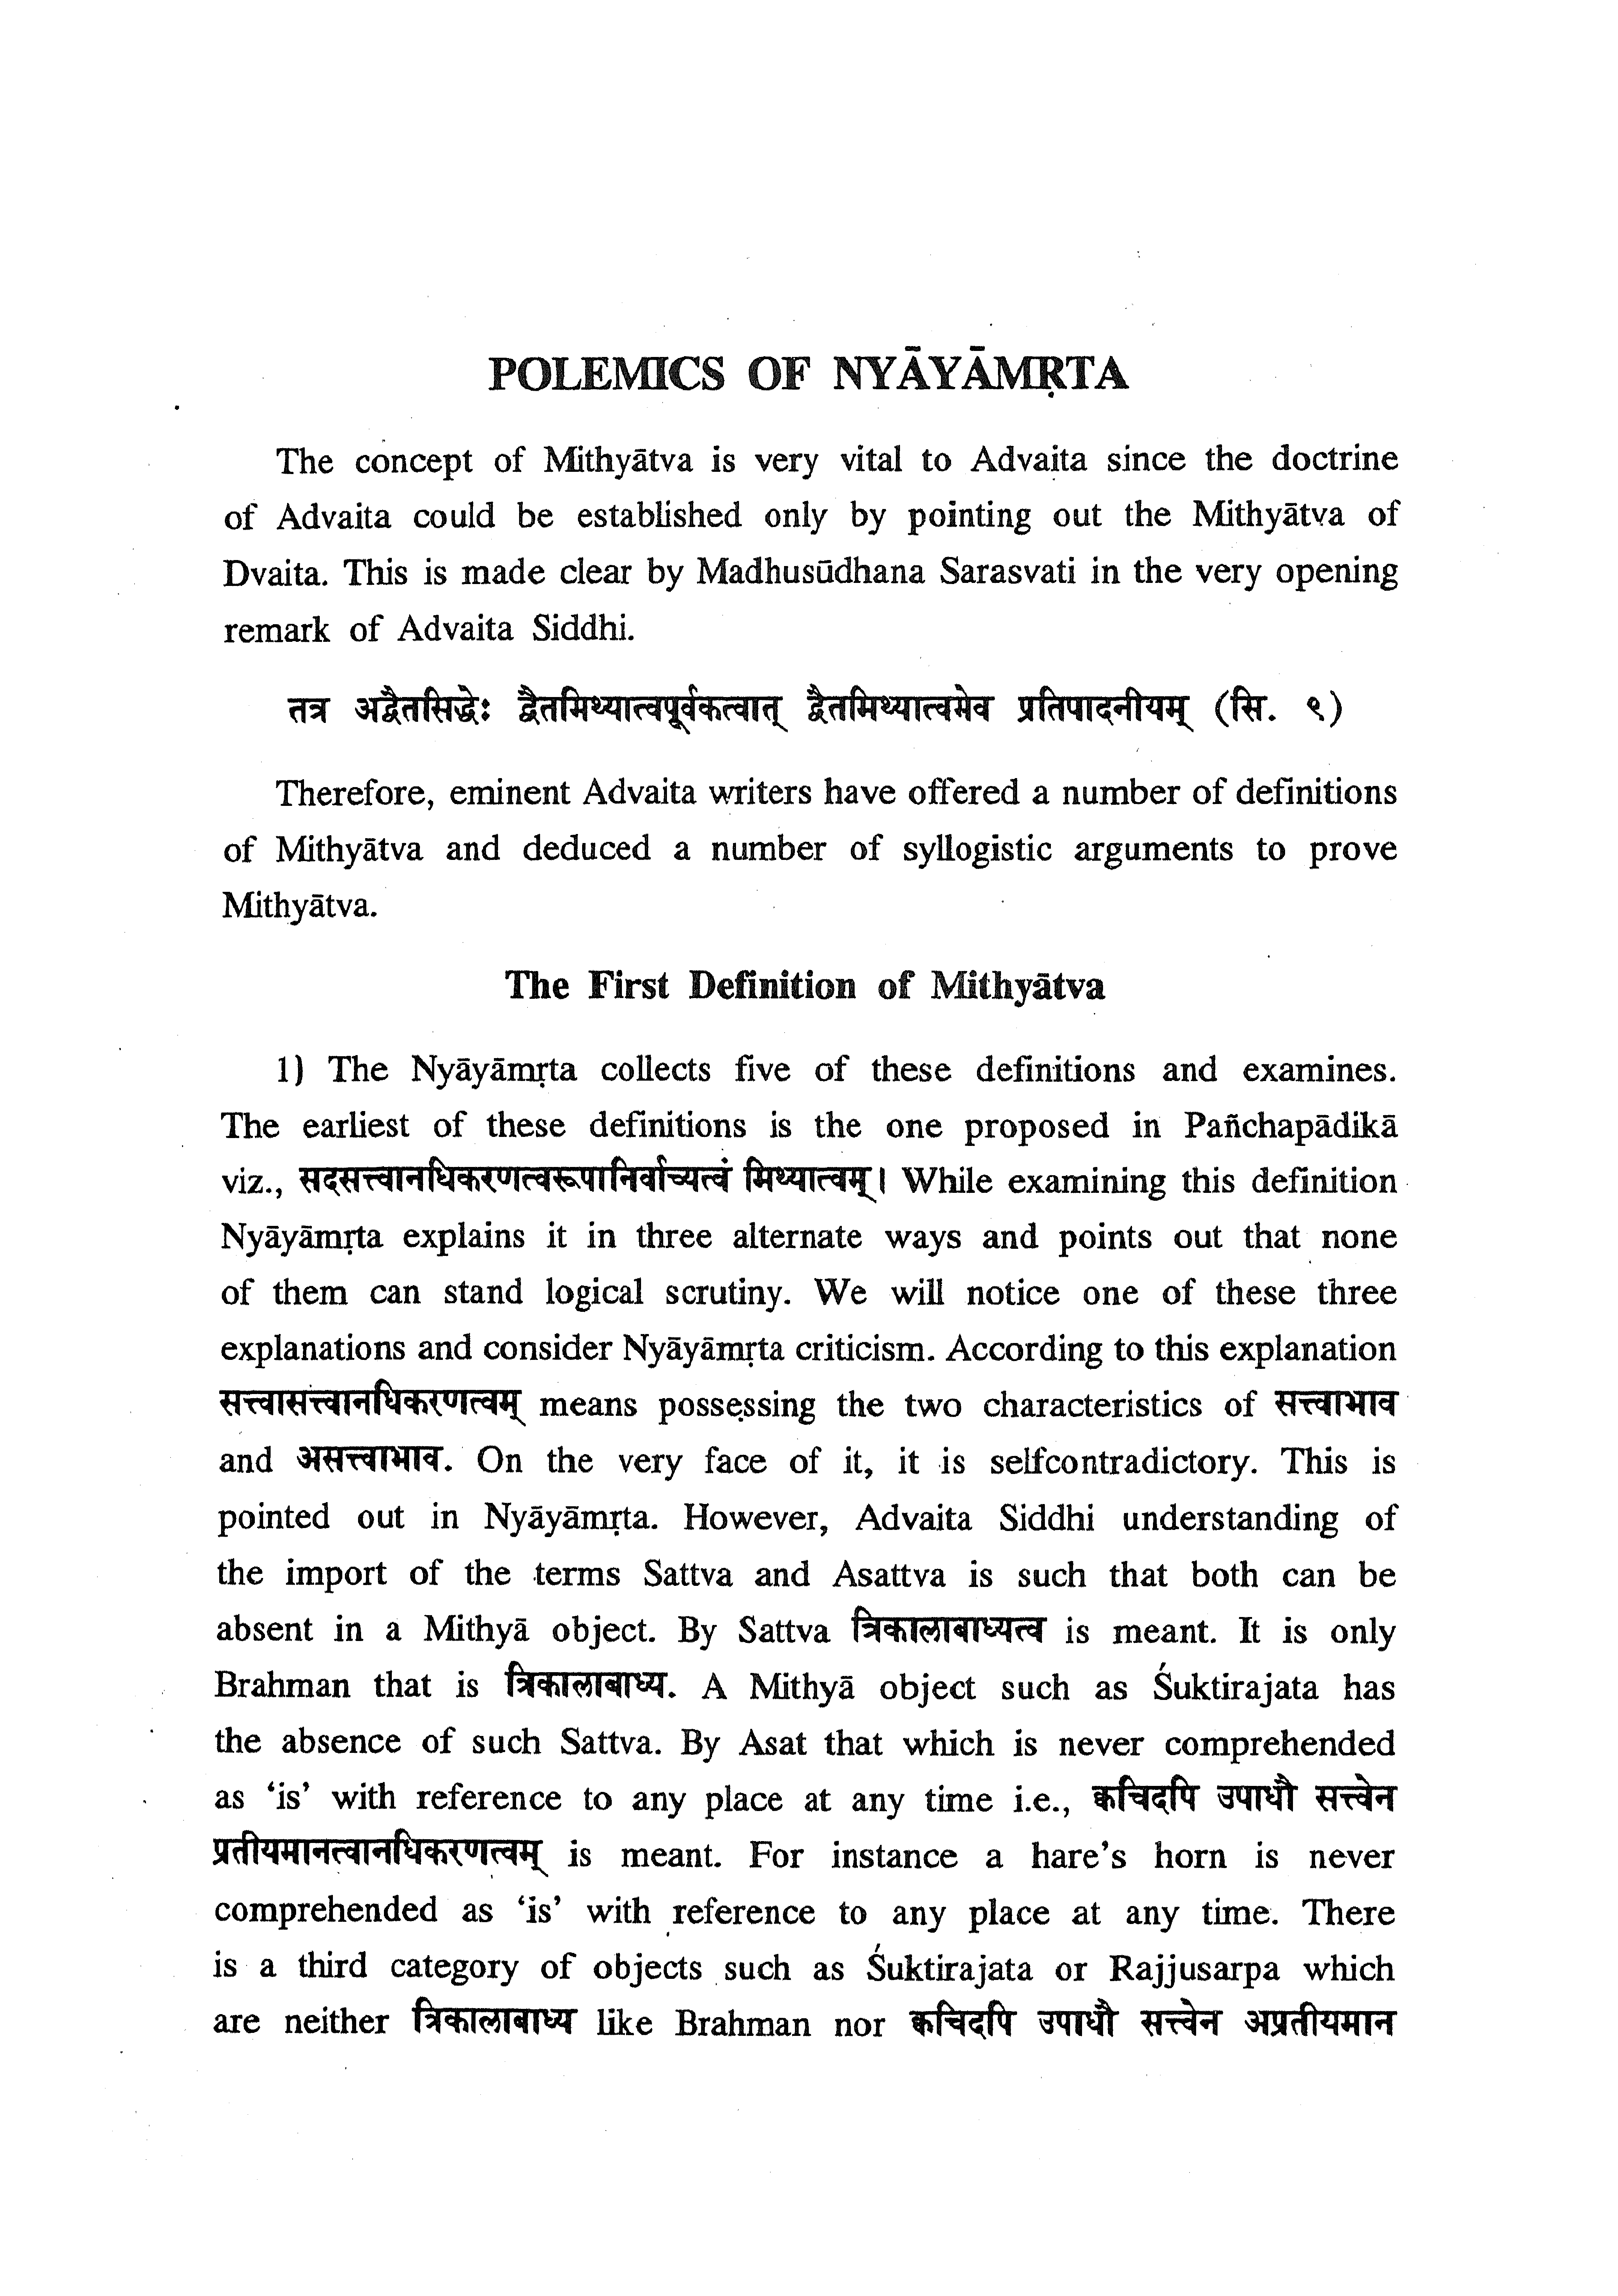 POLEMICS OF NYĀYĀMṚTA
The concept of Mithyātva is very vital to Advaita since the doctrine
of Advaita could be established only by pointing out the Mithyātva of
Dvaita. This is made clear by Madhusūdhana Sarasvati in the very opening
remark of Advaita Siddhi.
तत्र अद्वैतसिद्धेः द्वैतमिथ्यात्वपूर्वकत्वात् द्वैतमिथ्यात्वमेव प्रतिपादनीयम् (सि. ९)
Therefore, eminent Advaita writers have offered a number of definitions
of Mithyātva and deduced a number of syllogistic arguments to prove
Mithyātva.
The First Definition of Mithyātva
1) The Nyāyāmṛta collects five of these definitions and examines.
The earliest of these definitions is the one proposed in Pañchapādikā
viz., सदसत्त्वानधिकरणत्वरूपानिर्वाच्यत्वं मिथ्यात्वम्। While examining this definition
Nyāyāmṛta explains it in three alternate ways and points out that none
of them can stand logical scrutiny. We will notice one of these three
explanations and consider Nyāyāmṛta criticism. According to this explanation
सत्त्वासत्त्वानधिकरणत्वम् means possessing the two characteristics of सत्त्वाभाव
and असत्त्वाभाव. On the very face of it, it is selfcontradictory. This is
pointed out in Nyāyāmṛta. However, Advaita Siddhi understanding of
the import of the terms Sattva and Asattva is such that both can be
absent in a Mithyā object. By Sattva त्रिकालाबाध्यत्व is meant. It is only
Brahman that is त्रिकालाबाध्य. A Mithyā object such as Śuktirajata has
the absence of such Sattva. By Asat that which is never comprehended
as ‘is’ with reference to any place at any time i.e., क्वचिदपि उपाधौ सत्त्वेन
प्रतीयमानत्वानधिकरणत्वम् is meant. For instance a hare’s horn is never
comprehended as ‘is’ with reference to any place at any time. There
is a third category of objects such as Śuktirajata or Rajjusarpa which
are neither त्रिकालाबाध्य like Brahman nor क्वचिदपि उपाधौ सत्त्वेन अप्रतीयमान